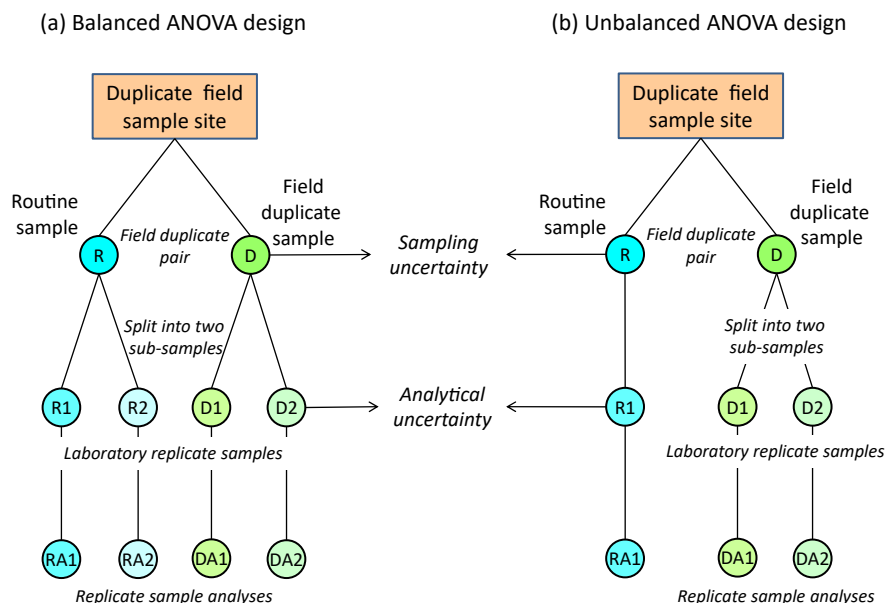 (a) Balanced ANOVA design
(b) Unbalanced ANOVA design
Duplicate field
sample site
Duplicate field
sample site
Routine
sample
Field
duplicate
sample
Routine
sample
Field
duplicate
sample
R
Field duplicate
pair
D
Sampling
uncertainty
R
Field duplicate
pair
D
Split into two
sub-samples
Split into two
sub-samples
R1
R2
D1
D2
Analytical
uncertainty
R1
D1
D2
Laboratory replicate samples
Laboratory replicate samples
RA1
RA2
DA1
DA2
RA1
DA1
DA2
Replicate sample analyses
Replicate sample analyses